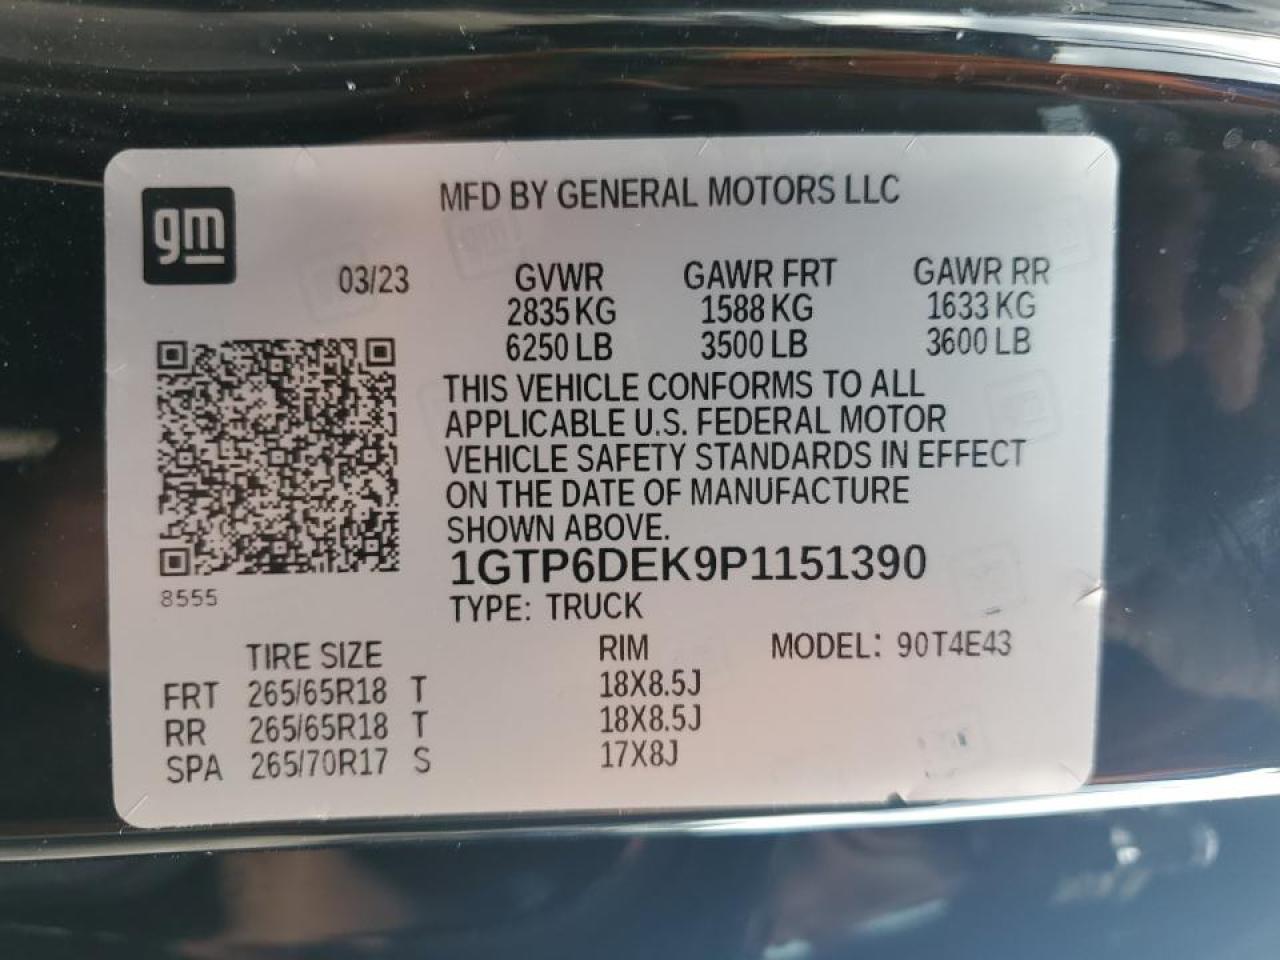 gm
MFD BY GENERAL MOTORS LLC
03/23 GVWR GAWR FRT GAWR RR
2835 KG 1588 KG 1633 KG
6250 LB 3500 LB 3600 LB
THIS VEHICLE CONFORMS TO ALL
APPLICABLE U.S. FEDERAL MOTOR
VEHICLE SAFETY STANDARDS IN EFFECT
ON THE DATE OF MANUFACTURE
SHOWN ABOVE.
1GTP6DEK9P1151390
8555
TYPE: TRUCK
TIRE SIZE RIM MODEL: 90T4E43
FRT 265/65R18 T 18X8.5J
RR 265/65R18 T 18X8.5J
SPA 265/70R17 S 17X8J